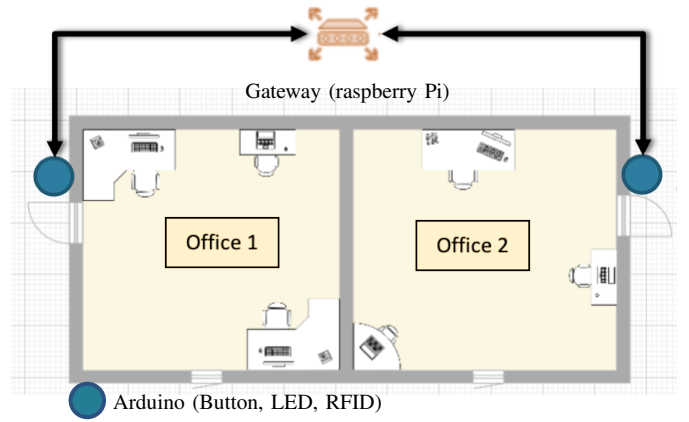 Gateway (raspberry Pi)
Office 1
Office 2
Arduino (Button, LED, RFID)